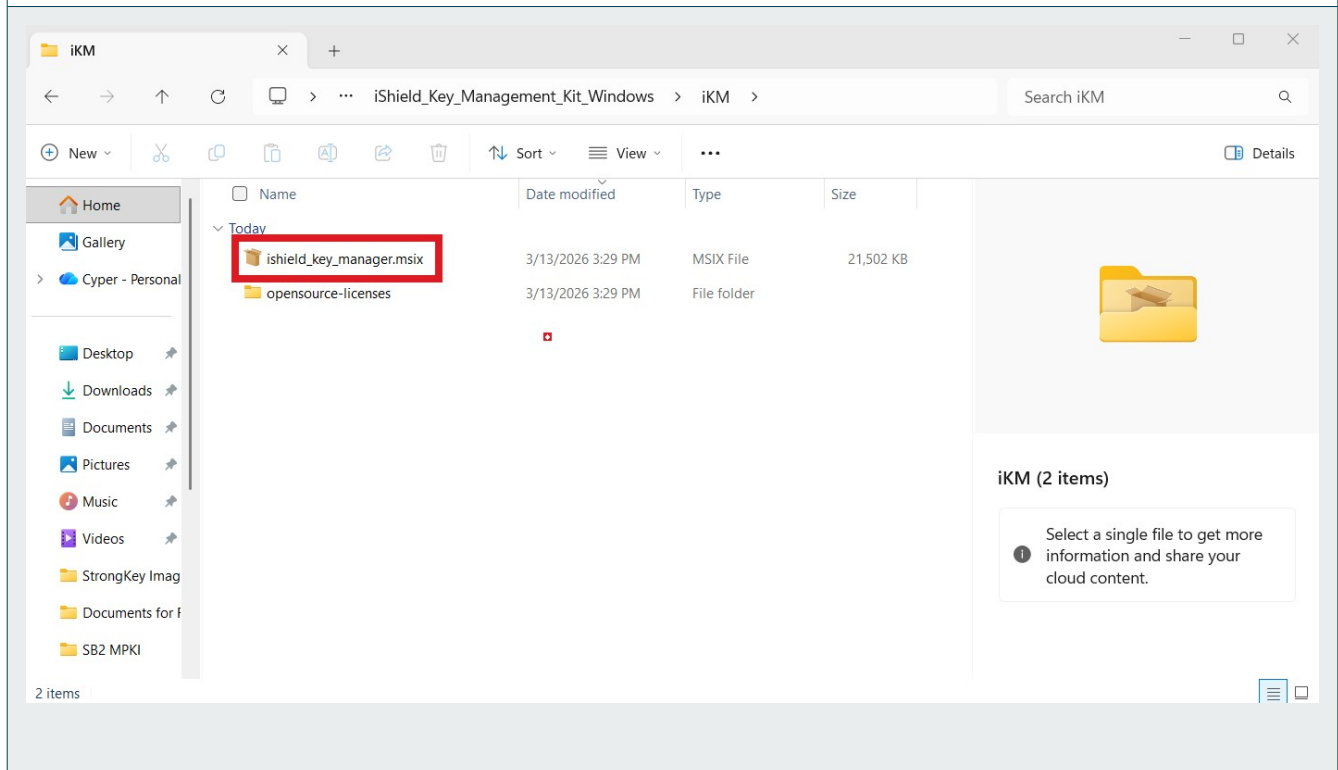 iKM
iShield_Key_Management_Kit_Windows > iKM >
Search iKM
New
Sort
View
Details
Home
Gallery
Cyper - Personal
Desktop
Downloads
Documents
Pictures
Music
Videos
StrongKey Imag
Documents for F
SB2 MPKI
Name Date modified Type Size
Today
ishield_key_manager.msix 3/13/2026 3:29 PM MSIX File 21,502 KB
opensource-licenses 3/13/2026 3:29 PM File folder
iKM (2 items)
Select a single file to get more
information and share your
cloud content.
2 items